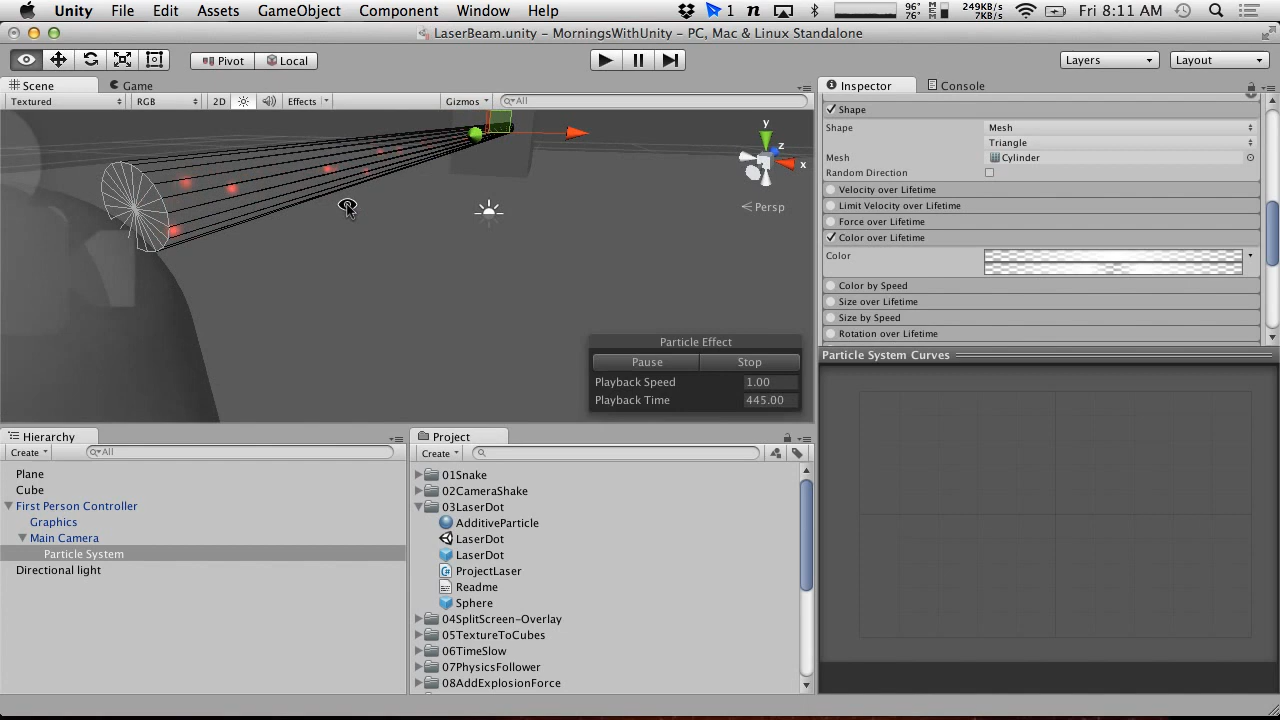 Unity File Edit Assets GameObject Component Window Help 1 n 96° 76° MEM 249KB/s 7KB/s Fri 8:11 AM
LaserBeam.unity - MorningsWithUnity - PC, Mac & Linux Standalone
Pivot Local Layers Layout
Scene Game Inspector Console
Textured RGB 2D Effects Gizmos All
Shape
Shape Mesh
Triangle
Mesh Cylinder
Random Direction
Velocity over Lifetime
Limit Velocity over Lifetime
Force over Lifetime
Color over Lifetime
Color
Color by Speed
Size over Lifetime
Size by Speed
Rotation over Lifetime
y
z
x
Persp
Particle Effect
Pause Stop
Playback Speed 1.00
Playback Time 445.00
Particle System Curves
Hierarchy
Create All
Plane
Cube
First Person Controller
Graphics
Main Camera
Particle System
Directional light
Project
Create
01Snake
02CameraShake
03LaserDot
AdditiveParticle
LaserDot
LaserDot
ProjectLaser
Readme
Sphere
04SplitScreen-Overlay
05TextureToCubes
06TimeSlow
07PhysicsFollower
08AddExplosionForce